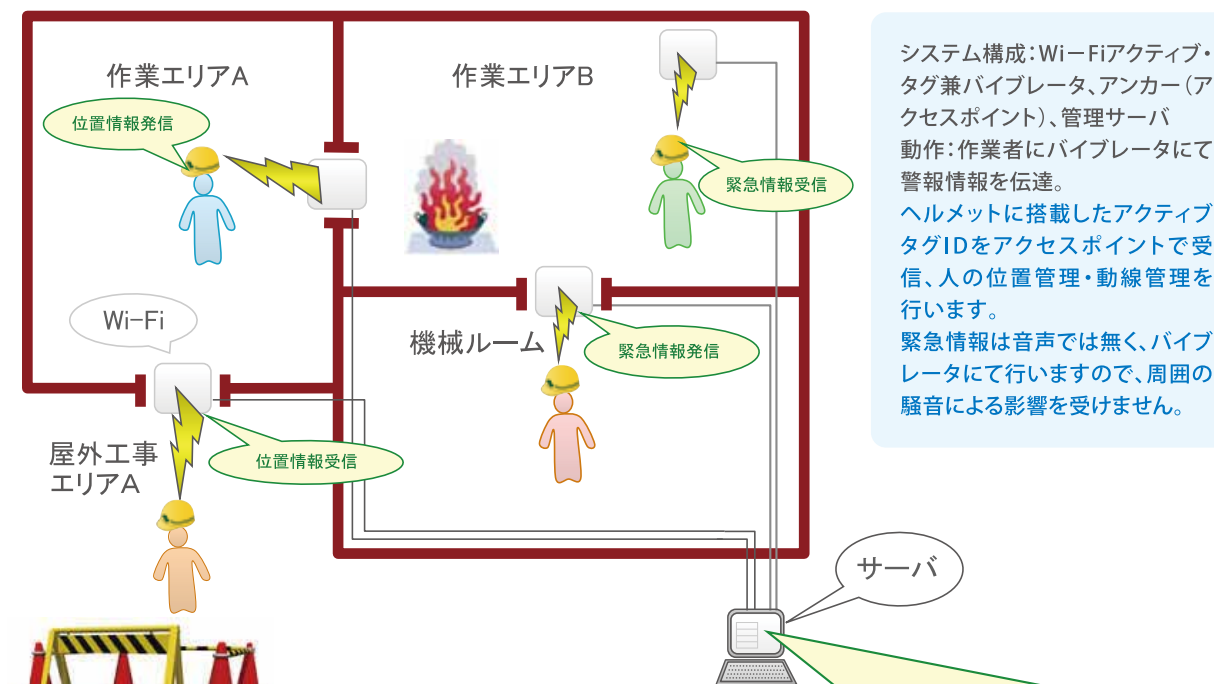 作業エリアA
作業エリアB
位置情報発信
緊急情報受信
Wi-Fi
機械ルーム
緊急情報発信
屋外工事
エリアA
位置情報受信
サーバ
システム構成：Wi－Fiアクティブ・
タグ兼バイブレータ、アンカー（ア
クセスポイント）、管理サーバ
動作：作業者にバイブレータにて
警報情報を伝達。
ヘルメットに搭載したアクティブ
タグIDをアクセスポイントで受
信、人の位置管理・動線管理を
行います。
緊急情報は音声では無く、バイブ
レータにて行いますので、周囲の
騒音による影響を受けません。